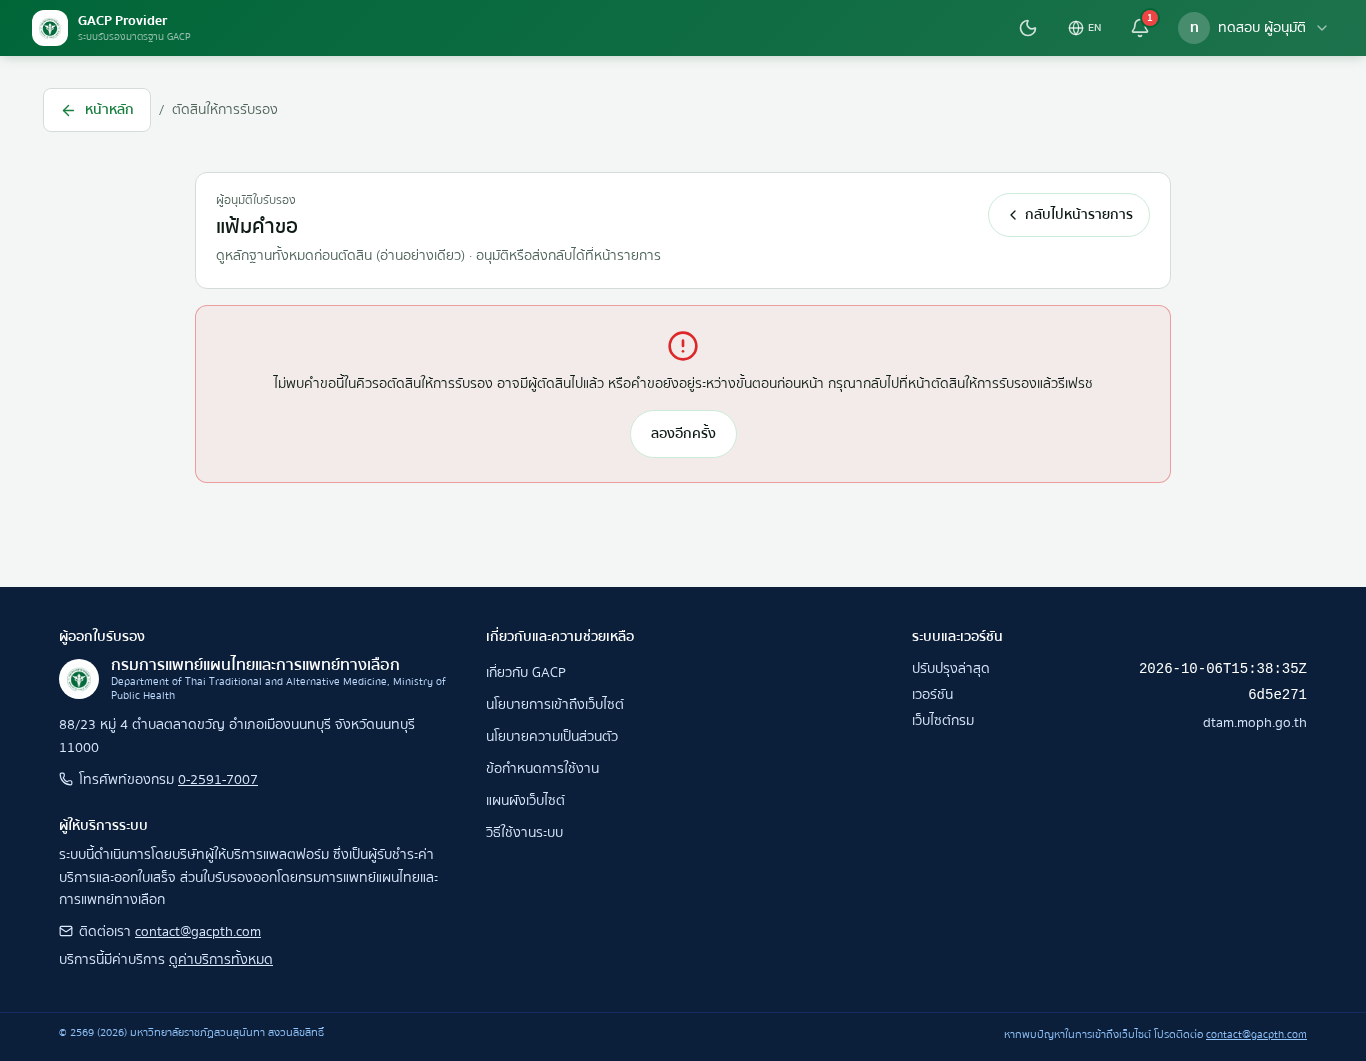 GACP Provider
ระบบรับรองมาตรฐาน GACP
EN
1
ท
ทดสอบ ผู้อนุมัติ
หน้าหลัก
/ ตัดสินให้การรับรอง
ผู้อนุมัติใบรับรอง
แฟ้มคำขอ
ดูหลักฐานทั้งหมดก่อนตัดสิน (อ่านอย่างเดียว) · อนุมัติหรือส่งกลับได้ที่หน้ารายการ
กลับไปหน้ารายการ
ไม่พบคำขอนี้ในคิวรอตัดสินให้การรับรอง อาจมีผู้ตัดสินไปแล้ว หรือคำขอยังอยู่ระหว่างขั้นตอนก่อนหน้า กรุณากลับไปที่หน้าตัดสินให้การรับรองแล้วรีเฟรช
ลองอีกครั้ง
ผู้ออกใบรับรอง
กรมการแพทย์แผนไทยและการแพทย์ทางเลือก
Department of Thai Traditional and Alternative Medicine, Ministry of
Public Health
88/23 หมู่ 4 ตำบลตลาดขวัญ อำเภอเมืองนนทบุรี จังหวัดนนทบุรี
11000
โทรศัพท์ของกรม 0-2591-7007
ผู้ให้บริการระบบ
ระบบนี้ดำเนินการโดยบริษัทผู้ให้บริการแพลตฟอร์ม ซึ่งเป็นผู้รับชำระค่า
บริการและออกใบเสร็จ ส่วนใบรับรองออกโดยกรมการแพทย์แผนไทยและ
การแพทย์ทางเลือก
ติดต่อเรา contact@gacpth.com
บริการนี้มีค่าบริการ ดูค่าบริการทั้งหมด
เกี่ยวกับและความช่วยเหลือ
เกี่ยวกับ GACP
นโยบายการเข้าถึงเว็บไซต์
นโยบายความเป็นส่วนตัว
ข้อกำหนดการใช้งาน
แผนผังเว็บไซต์
วิธีใช้งานระบบ
ระบบและเวอร์ชัน
ปรับปรุงล่าสุด 2026-10-06T15:38:35Z
เวอร์ชัน 6d5e271
เว็บไซต์กรม dtam.moph.go.th
© 2569 (2026) มหาวิทยาลัยราชภัฏสวนสุนันทา สงวนลิขสิทธิ์
หากพบปัญหาในการเข้าถึงเว็บไซต์ โปรดติดต่อ contact@gacpth.com